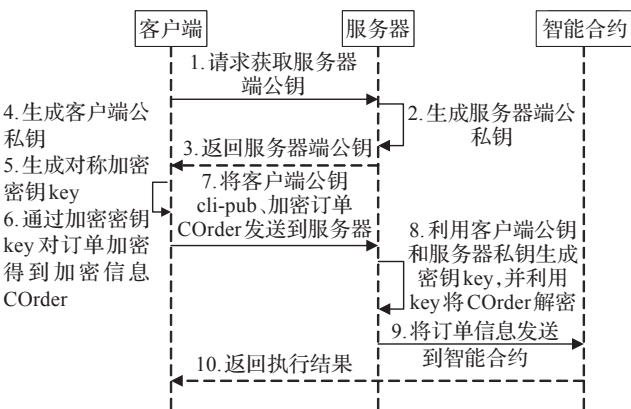 客户端
服务器
智能合约
1.请求获取服务器
端公钥
2.生成服务器端公
私钥
3.返回服务器端公钥
4.生成客户端公
私钥
5.生成对称加密
密钥key
6.通过加密密钥
key对订单加密
得到加密信息
COrder
7.将客户端公钥
cli-pub、加密订单
COrder发送到服务器
8.利用客户端公钥
和服务器私钥生成
密钥key,并利用
key将COrder解密
9.将订单信息发送
到智能合约
10.返回执行结果